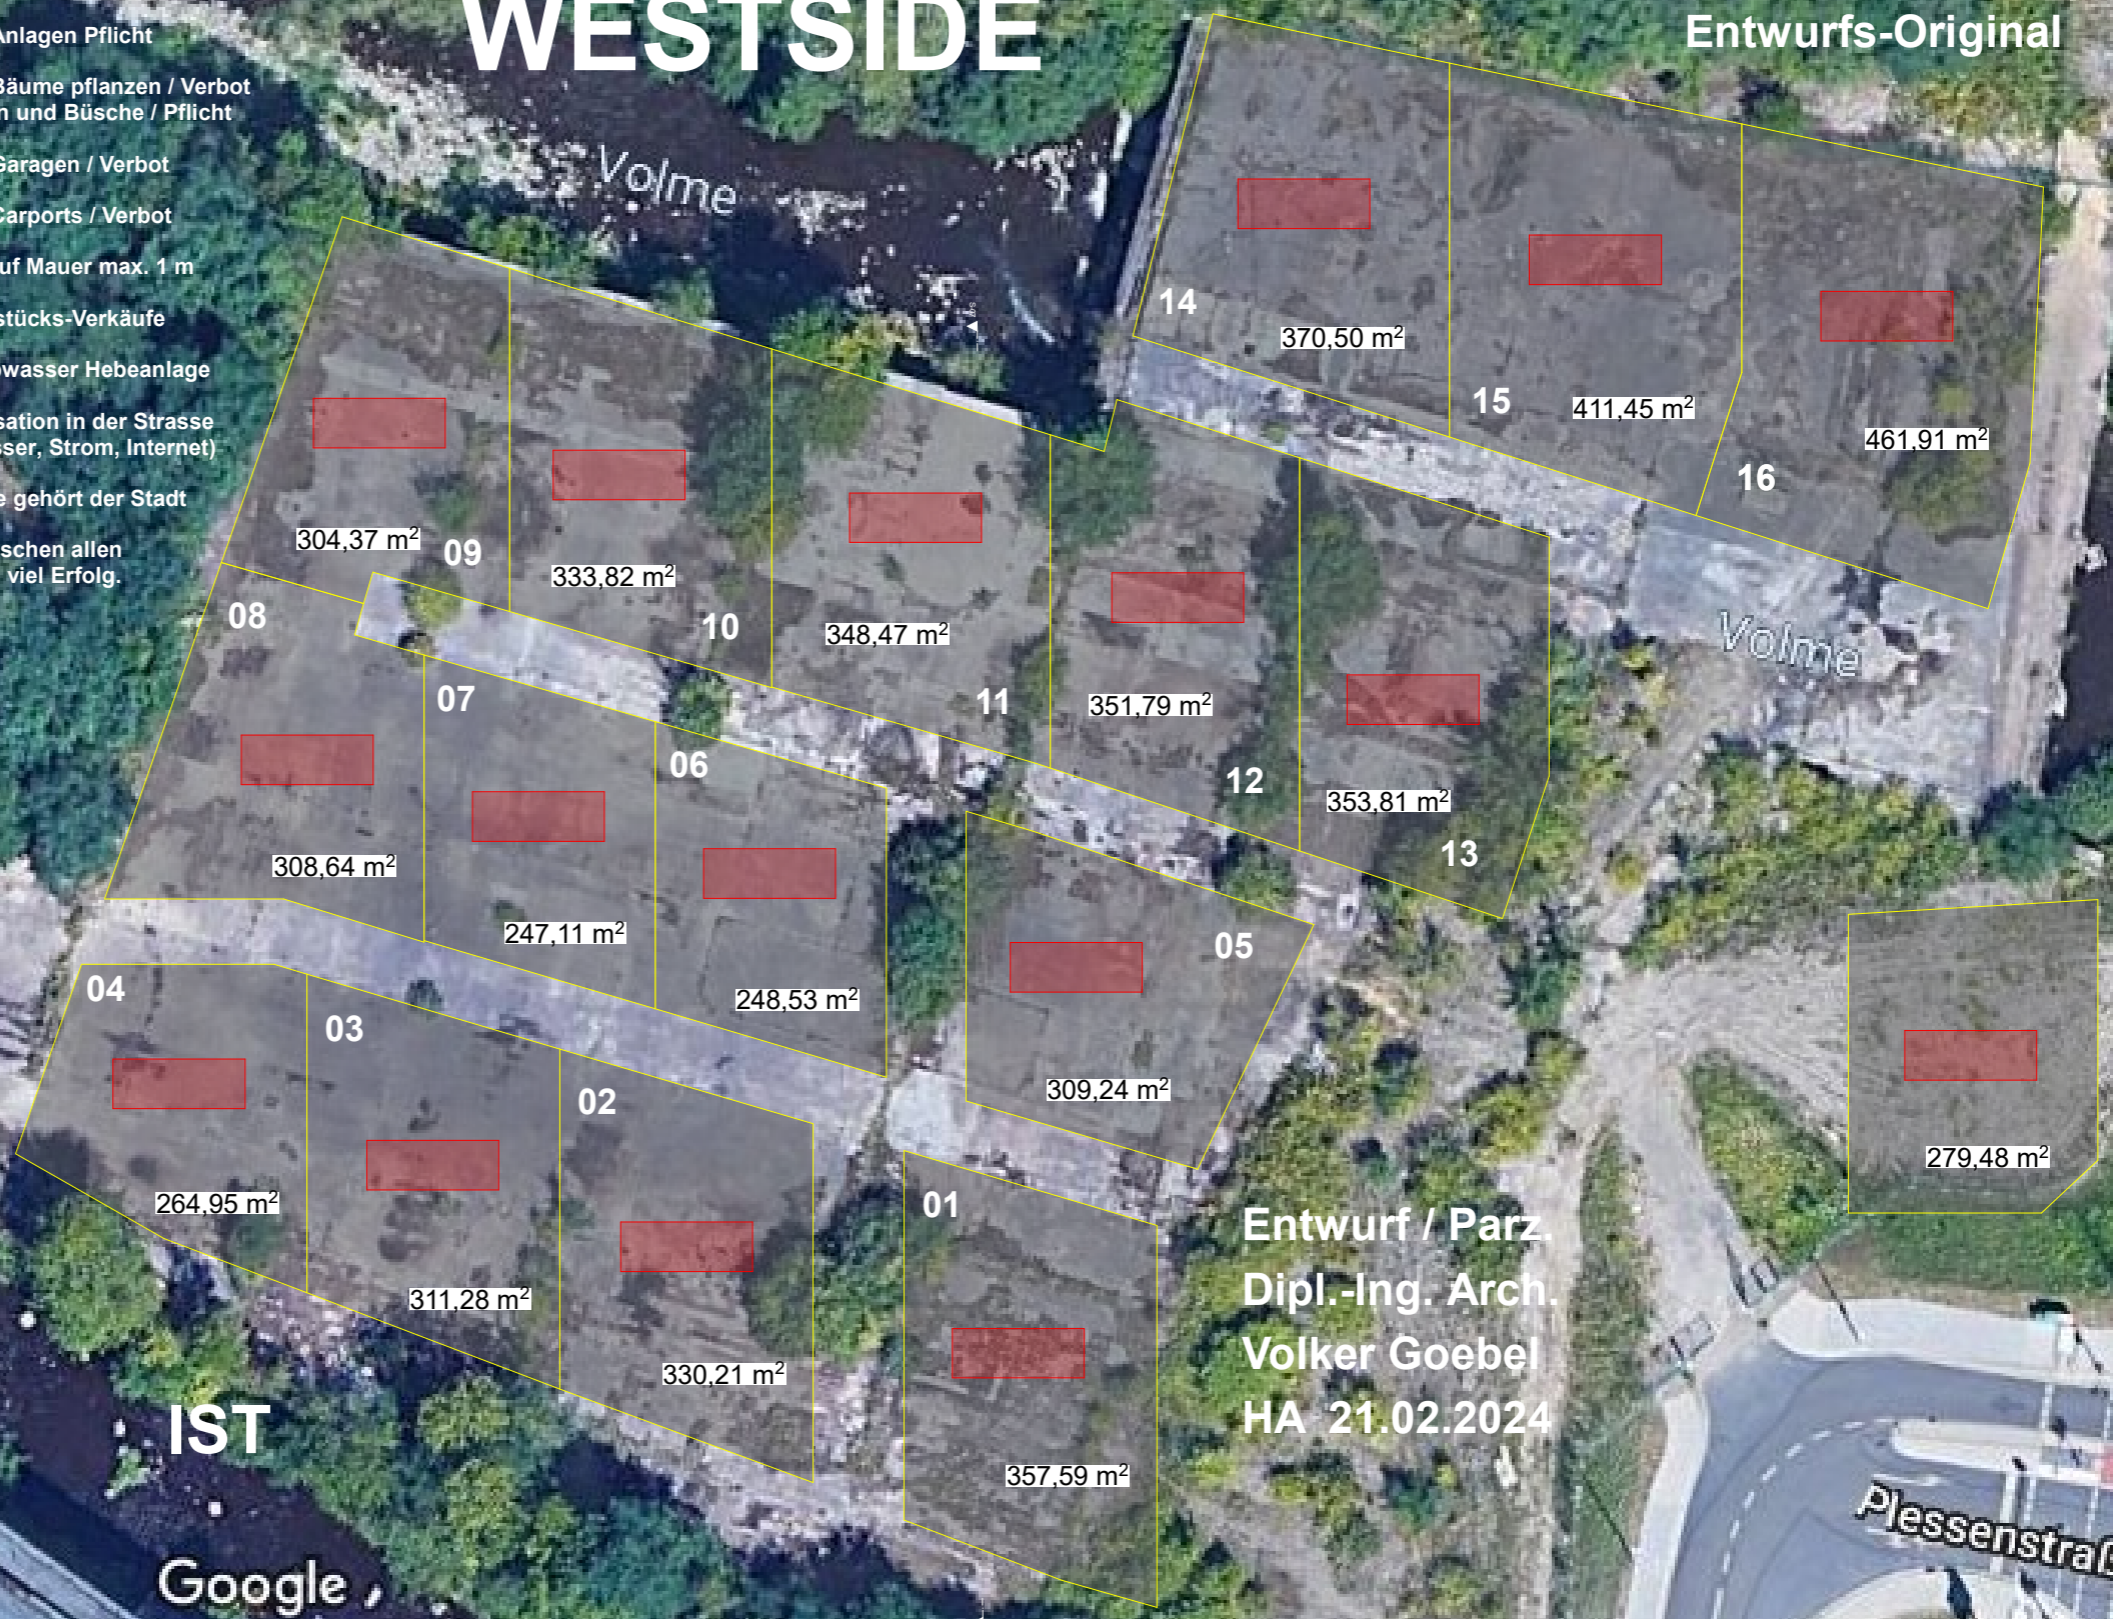 WESTSIDE
Entwurfs-Original
Anlagen Pflicht
Bäume pflanzen / Verbot
und Büsche / Pflicht
Garagen / Verbot
Carports / Verbot
auf Mauer max. 1 m
stücks-Verkäufe
wasser Hebeanlage
sation in der Strasse
sser, Strom, Internet)
gehört der Stadt
schen allen
viel Erfolg.
Volme
14
370,50 m²
15
411,45 m²
16
461,91 m²
304,37 m²
09
333,82 m²
10
348,47 m²
11
351,79 m²
12
353,81 m²
13
Volme
08
308,64 m²
07
247,11 m²
06
248,53 m²
05
309,24 m²
04
264,95 m²
03
311,28 m²
02
330,21 m²
01
357,59 m²
279,48 m²
Entwurf / Parz.
Dipl.-Ing. Arch.
Volker Goebel
HA 21.02.2024
IST
Google
Plessenstraß